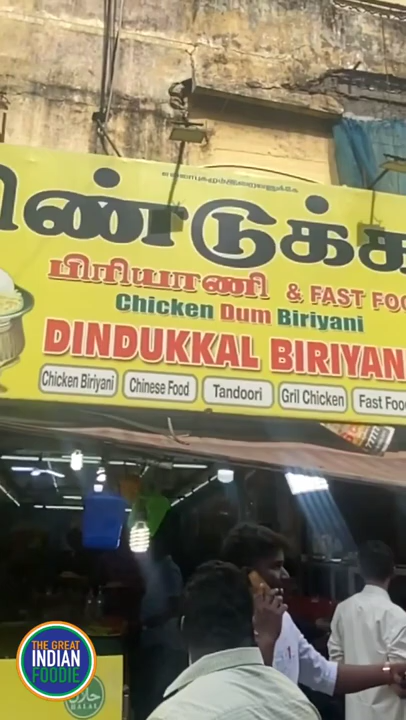 ிண்டுக்க
பிரியாணி & FAST FOO
Chicken Dum Biriyani
DINDUKKAL BIRIYAN
Chicken Biriyani Chinese Food Tandoori Gril Chicken Fast Foo
THE GREAT
INDIAN
FOODIE
حلال
HALAL